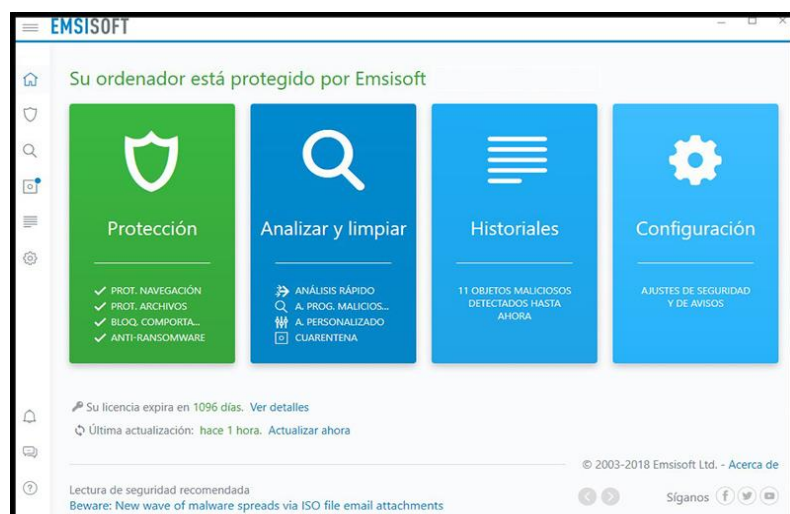 EMSISOFT
Su ordenador está protegido por Emsisoft
Protección
PROT. NAVEGACIÓN
PROT. ARCHIVOS
BLOQ. COMPORTA...
ANTI-RANSOMWARE
Analizar y limpiar
ANÁLISIS RÁPIDO
A. PROG. MALICIOS...
A. PERSONALIZADO
CUARENTENA
Historiales
11 OBJETOS MALICIOSOS
DETECTADOS HASTA
AHORA
Configuración
AJUSTES DE SEGURIDAD
Y DE AVISOS
Su licencia expira en 1096 días. Ver detalles
Última actualización: hace 1 hora. Actualizar ahora
© 2003-2018 Emsisoft Ltd. - Acerca de
Lectura de seguridad recomendada
Beware: New wave of malware spreads via ISO file email attachments
Síganos